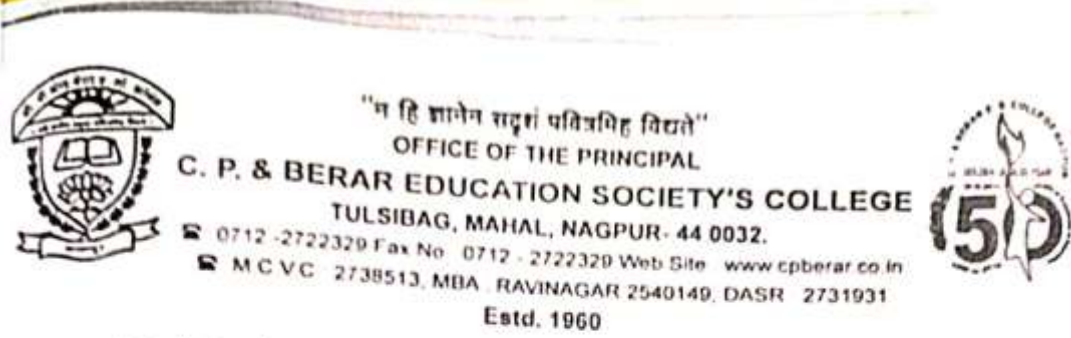 "न हि ज्ञानेन सदृशं पवित्रमिह विद्यते"
OFFICE OF THE PRINCIPAL
C. P. & BERAR EDUCATION SOCIETY'S COLLEGE
TULSIBAG, MAHAL, NAGPUR- 44 0032.
☎ 0712 -2722329 Fax No 0712 - 2722329 Web Site www.cpberar.co.in
☎ M C V C 2738513, MBA . RAVINAGAR 2540149, DASR 2731931
Estd. 1960
50